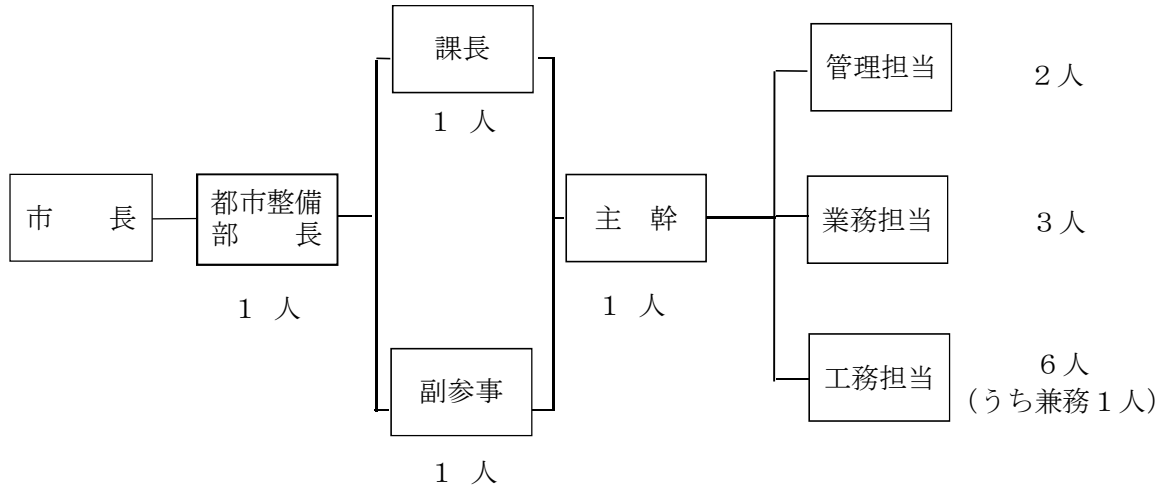 課長
１ 人
市 長
都市整備
部 長
１ 人
副参事
１ 人
主 幹
１ 人
管理担当
２人
業務担当
３人
工務担当
６人
（うち兼務１人）